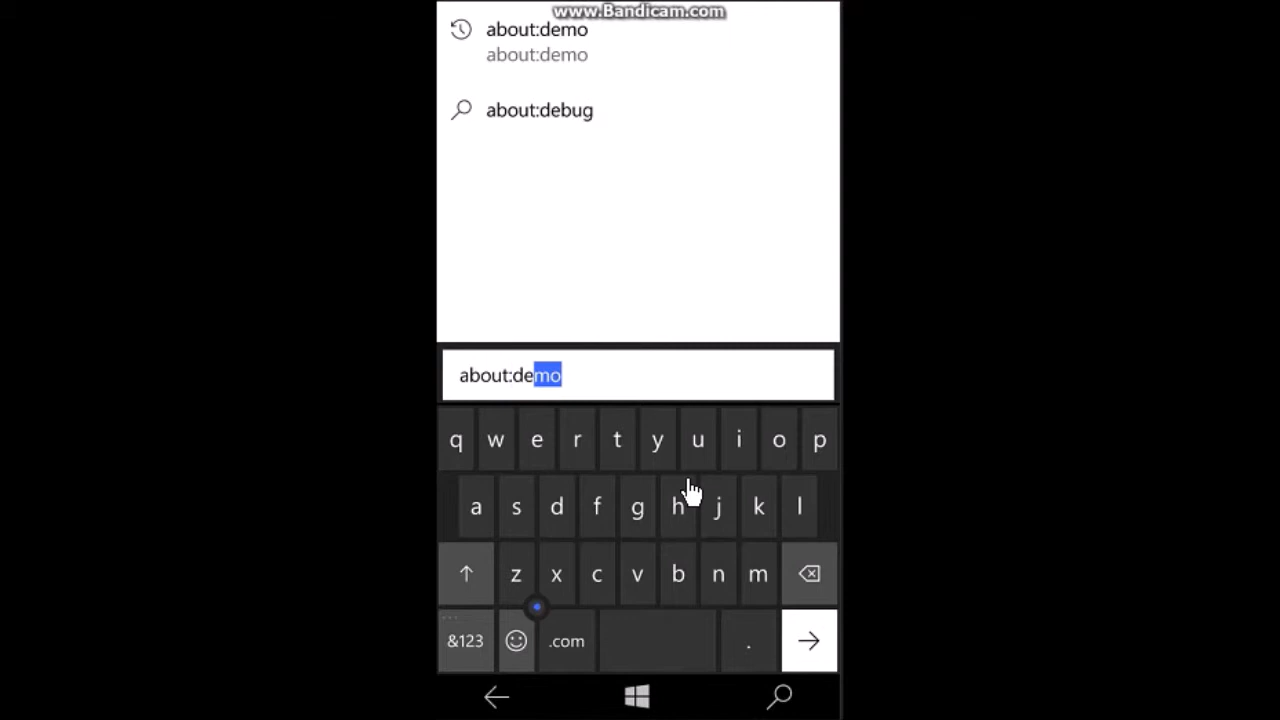 www.Bandicam.com
about:demo
about:demo
about:debug
about:demo
q w e r t y u i o p
a s d f g h j k l
z x c v b n m
&123 .com .